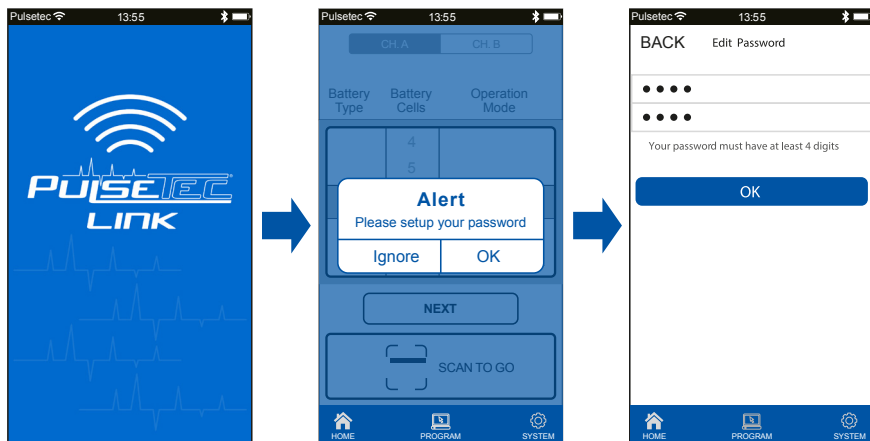 Pulsetec 13:55
PULSETEC
LINK
Pulsetec 13:55
CH. A CH. B
Battery Type Battery Cells Operation Mode
4
5
Alert
Please setup your password
Ignore OK
NEXT
SCAN TO GO
HOME PROGRAM SYSTEM
Pulsetec 13:55
BACK Edit Password
Your password must have at least 4 digits
OK
HOME PROGRAM SYSTEM